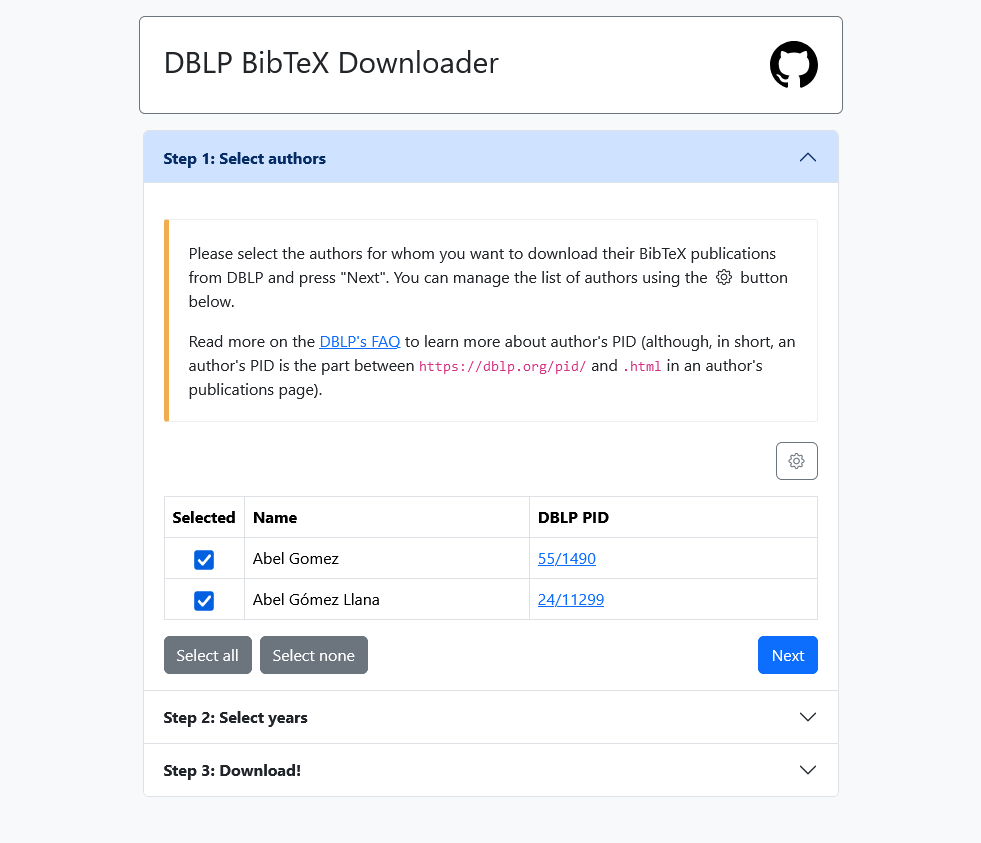 DBLP BibTeX Downloader
Step 1: Select authors
Please select the authors for whom you want to download their BibTeX publications
from DBLP and press "Next". You can manage the list of authors using the button
below.
Read more on the DBLP's FAQ to learn more about author's PID (although, in short, an
author's PID is the part between https://dblp.org/pid/ and .html in an author's
publications page).
Selected Name DBLP PID
Abel Gomez 55/1490
Abel Gómez Llana 24/11299
Select all Select none Next
Step 2: Select years
Step 3: Download!